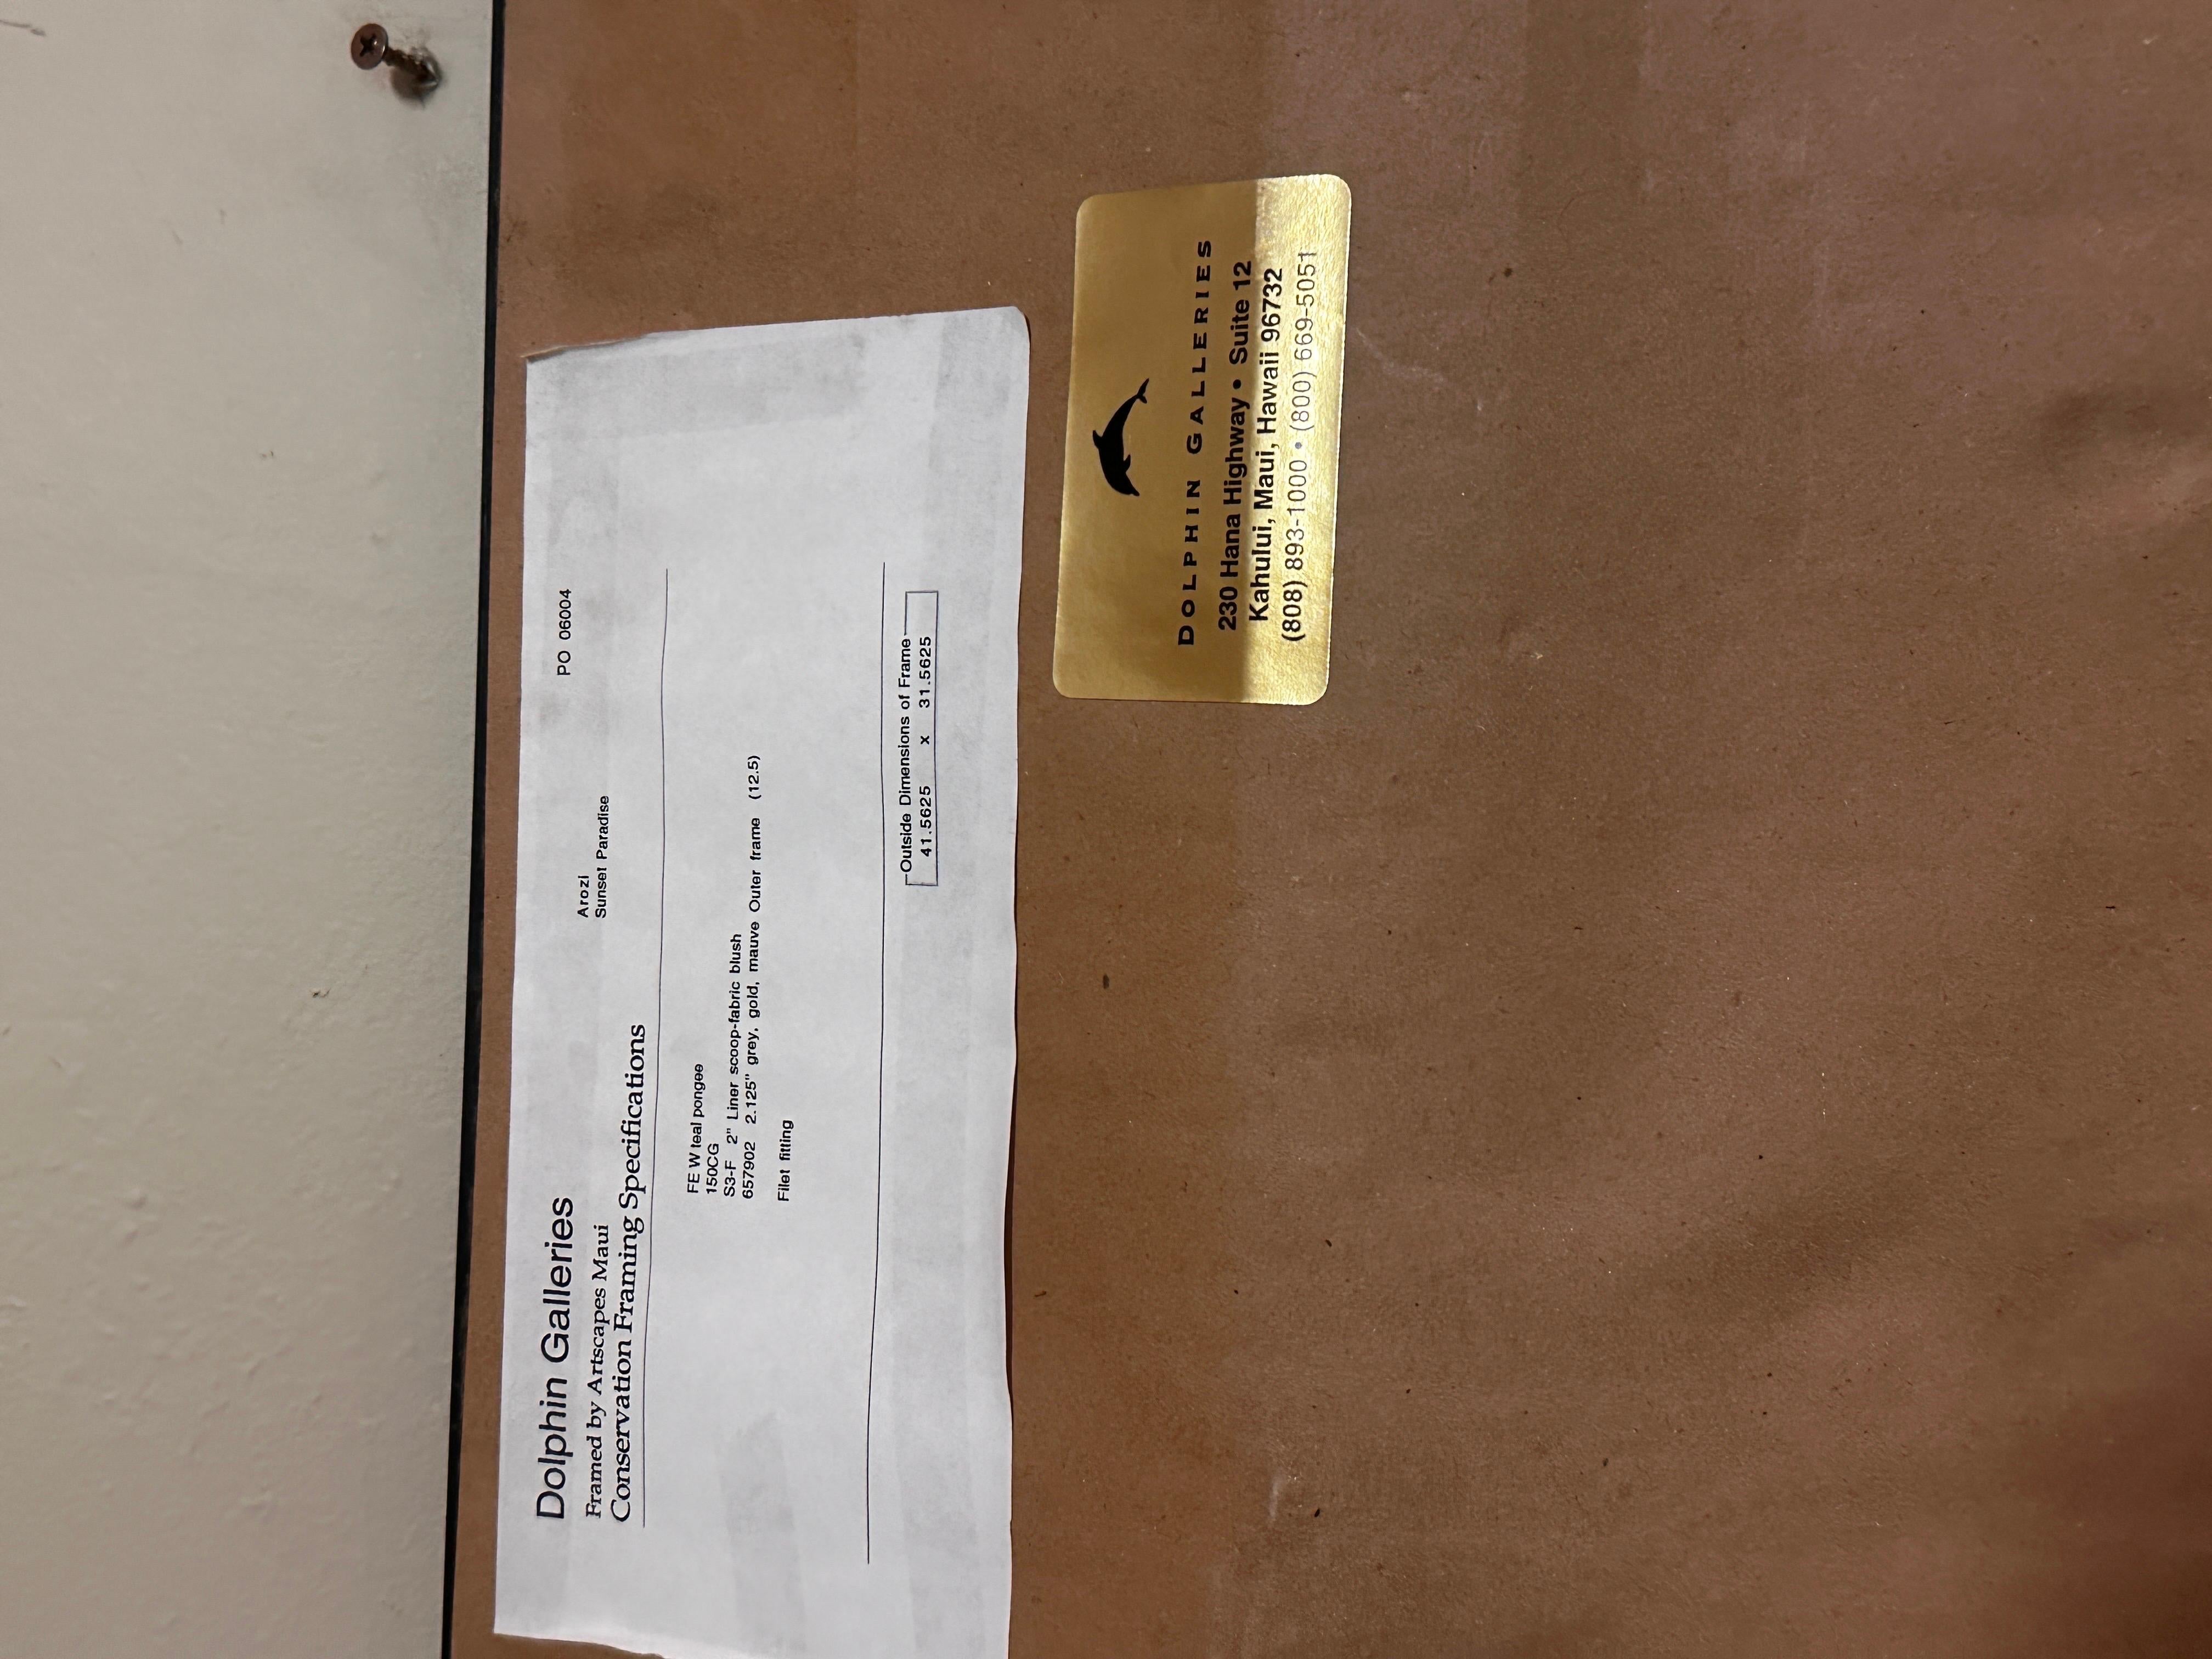 Dolphin Galleries
Framed by Artscapes Maui
Conservation Framing Specifications
Arozi
Sunset Paradise
PO 06004
FE W teal pongee
150CG
S3-F 2" Liner scoop-fabric blush
657902 2.125" grey, gold, mauve Outer frame (12.5)
Filet fitting
Outside Dimensions of Frame
41.5625 x 31.5625
DOLPHIN GALLERIES
230 Hana Highway • Suite 12
Kahului, Maui, Hawaii 96732
(808) 893-1000 • (800) 669-5051